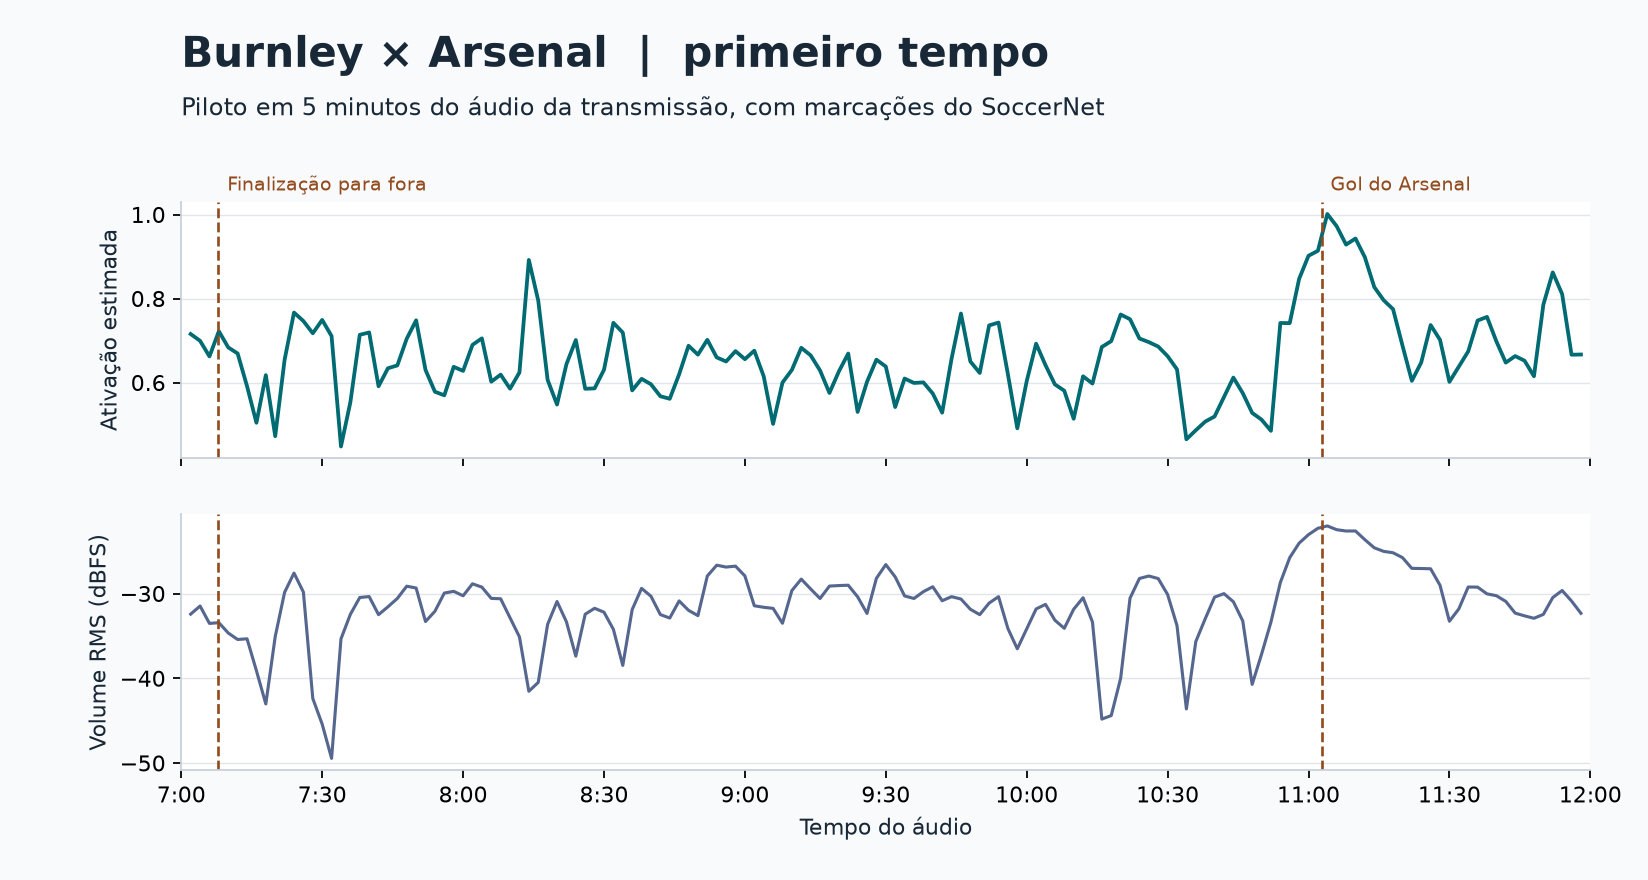 Burnley × Arsenal | primeiro tempo
Piloto em 5 minutos do áudio da transmissão, com marcações do SoccerNet
Finalização para fora
Gol do Arsenal
Ativação estimada
1.0
0.8
0.6
Volume RMS (dBFS)
−30
−40
−50
7:00 7:30 8:00 8:30 9:00 9:30 10:00 10:30 11:00 11:30 12:00
Tempo do áudio